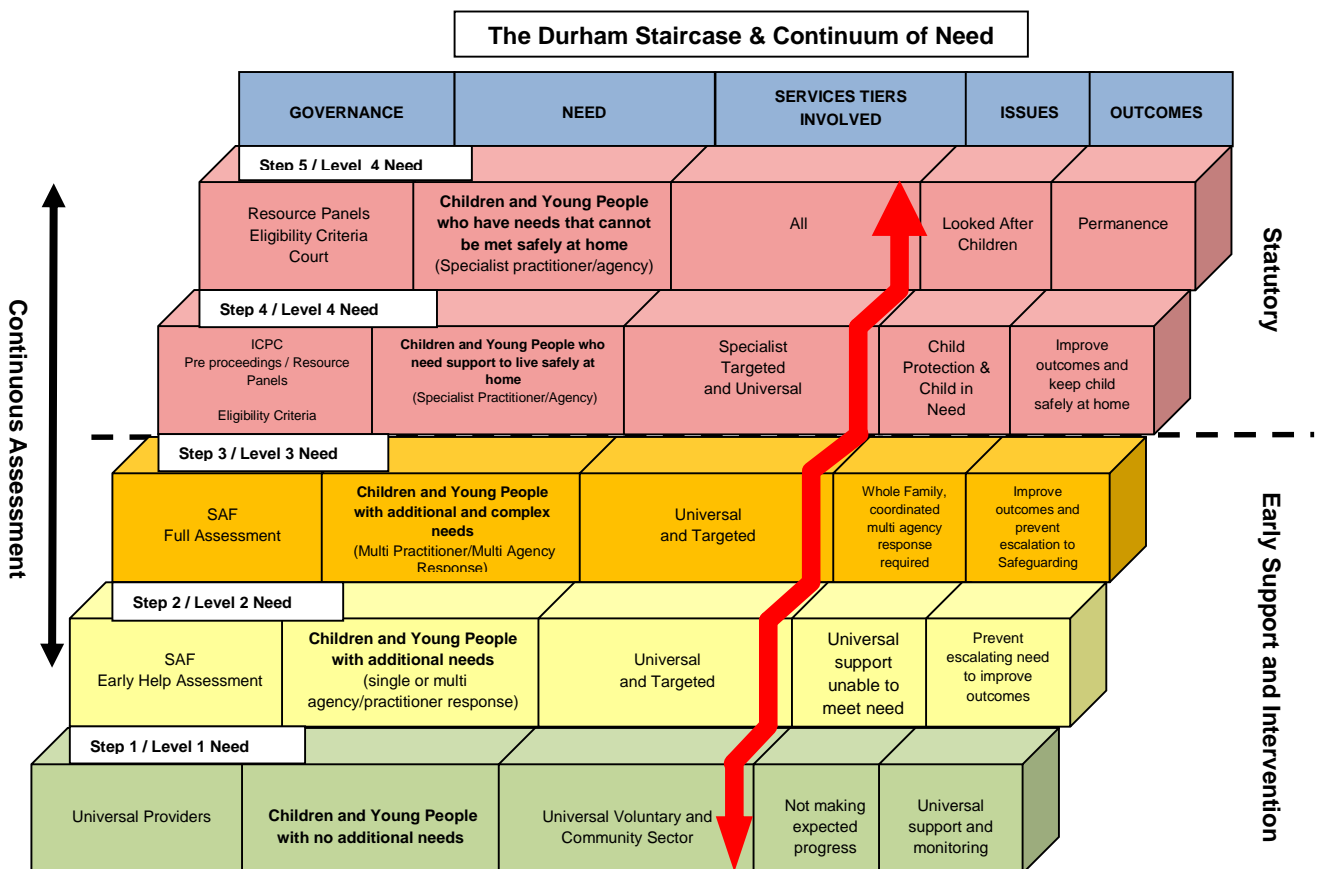 The Durham Staircase & Continuum of Need
GOVERNANCE
NEED
SERVICES TIERS
INVOLVED
ISSUES
OUTCOMES
Step 5 / Level 4 Need
Resource Panels
Eligibility Criteria
Court
Children and Young People
who have needs that cannot
be met safely at home
(Specialist practitioner/agency)
All
Looked After
Children
Permanence
Step 4 / Level 4 Need
ICPC
Pre proceedings / Resource
Panels
Eligibility Criteria
Children and Young People who
need support to live safely at
home
(Specialist Practitioner/Agency)
Specialist
Targeted
and Universal
Child
Protection &
Child in
Need
Improve
outcomes and
keep child
safely at home
Step 3 / Level 3 Need
SAF
Full Assessment
Children and Young People
with additional and complex
needs
(Multi Practitioner/Multi Agency
Response)
Universal
and Targeted
Whole Family,
coordinated
multi agency
response
required
Improve
outcomes and
prevent
escalation to
Safeguarding
Step 2 / Level 2 Need
SAF
Early Help Assessment
Children and Young People
with additional needs
(single or multi
agency/practitioner response)
Universal
and Targeted
Universal
support
unable to
meet need
Prevent
escalating need
to improve
outcomes
Step 1 / Level 1 Need
Universal Providers
Children and Young People
with no additional needs
Universal Voluntary and
Community Sector
Not making
expected
progress
Universal
support and
monitoring
Continuous Assessment
Statutory
Early Support and Intervention